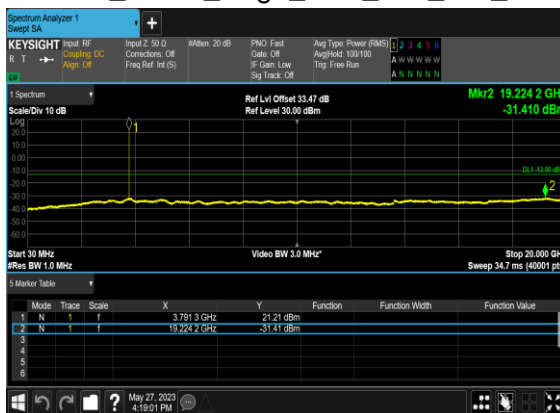 Spectrum Analyzer 1
Swept SA
KEYSIGHT Input: RF
Coupling: DC
Align: Off
R T
LXI
Input Z: 50 Ω
Corrections: Off
Freq Ref: Int (S)
#Atten: 20 dB
PNO: Fast
Gate: Off
IF Gain: Low
Sig Track: Off
Avg Type: Power (RMS)
Avg|Hold: 100/100
Trig: Free Run
1 2 3 4 5 6
A W W W W W
A N N N N N
1 Spectrum
Scale/Div 10 dB
Ref Lvl Offset 33.47 dB
Ref Level 30.00 dBm
Mkr2 19.224 2 GH
-31.410 dBr
Log
20.0
10.0
0.00
-10.0
-20.0
-30.0
-40.0
-50.0
-60.0
1
DL1 -13.00 dB
2
Start 30 MHz
#Res BW 1.0 MHz
Video BW 3.0 MHz*
Stop 20.000 GH
Sweep 34.7 ms (40001 pt
5 Marker Table
Mode Trace Scale X Y Function Function Width Function Value
1 N 1 f 3.791 3 GHz 21.21 dBm
2 N 1 f 19.224 2 GHz -31.41 dBm
3
4
5
6
?
May 27, 2023
4:19:01 PM